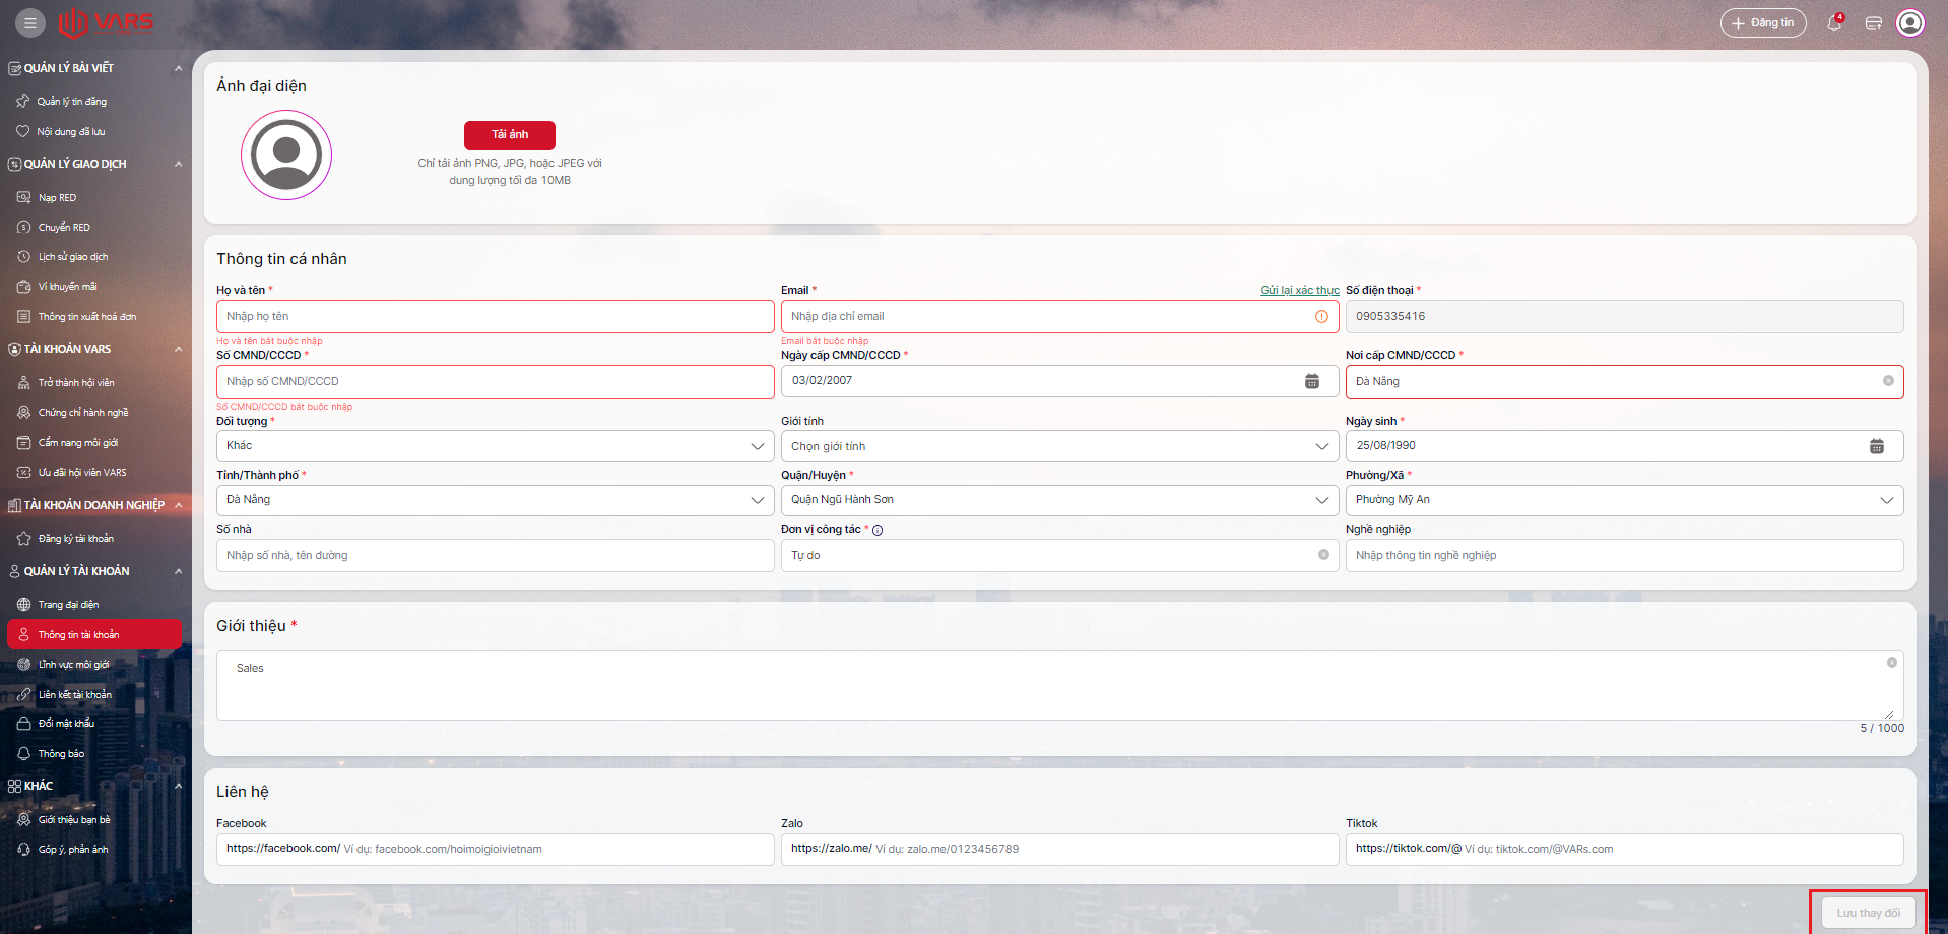 VARS
Đăng tin
4
QUẢN LÝ BÀI VIẾT
Quản lý tin đăng
Nội dung đã lưu
QUẢN LÝ GIAO DỊCH
Nạp RED
Chuyển RED
Lịch sử giao dịch
Ví khuyến mãi
Thông tin xuất hoá đơn
TÀI KHOẢN VARS
Trở thành hội viên
Chứng chỉ hành nghề
Cẩm nang môi giới
Ưu đãi hội viên VARS
TÀI KHOẢN DOANH NGHIỆP
Đăng ký tài khoản
QUẢN LÝ TÀI KHOẢN
Trang đại diện
Thông tin tài khoản
Lĩnh vực môi giới
Liên kết tài khoản
Đổi mật khẩu
Thông báo
KHÁC
Giới thiệu bạn bè
Góp ý, phản ánh
Ảnh đại diện
Tải ảnh
Chỉ tải ảnh PNG, JPG, hoặc JPEG với
dung lượng tối đa 10MB
Thông tin cá nhân
Họ và tên *
Nhập họ tên
Họ và tên bắt buộc nhập
Email *
Gửi lại xác thực
Nhập địa chỉ email
Email bắt buộc nhập
Số điện thoại *
0905335416
Số CMND/CCCD *
Nhập số CMND/CCCD
Số CMND/CCCD bắt buộc nhập
Ngày cấp CMND/CCCD *
03/02/2007
Nơi cấp CMND/CCCD *
Đà Nẵng
Đối tượng *
Khác
Giới tính
Chọn giới tính
Ngày sinh *
25/08/1990
Tỉnh/Thành phố *
Đà Nẵng
Quận/Huyện *
Quận Ngũ Hành Sơn
Phường/Xã *
Phường Mỹ An
Số nhà
Nhập số nhà, tên đường
Đơn vị công tác *
Tự do
Nghề nghiệp
Nhập thông tin nghề nghiệp
Giới thiệu *
Sales
5 / 1000
Liên hệ
Facebook
https://facebook.com/ Ví dụ: facebook.com/hoimoigioivietnam
Zalo
https://zalo.me/ Ví dụ: zalo.me/0123456789
Tiktok
https://tiktok.com/@ Ví dụ: tiktok.com/@VARs.com
Lưu thay đổi